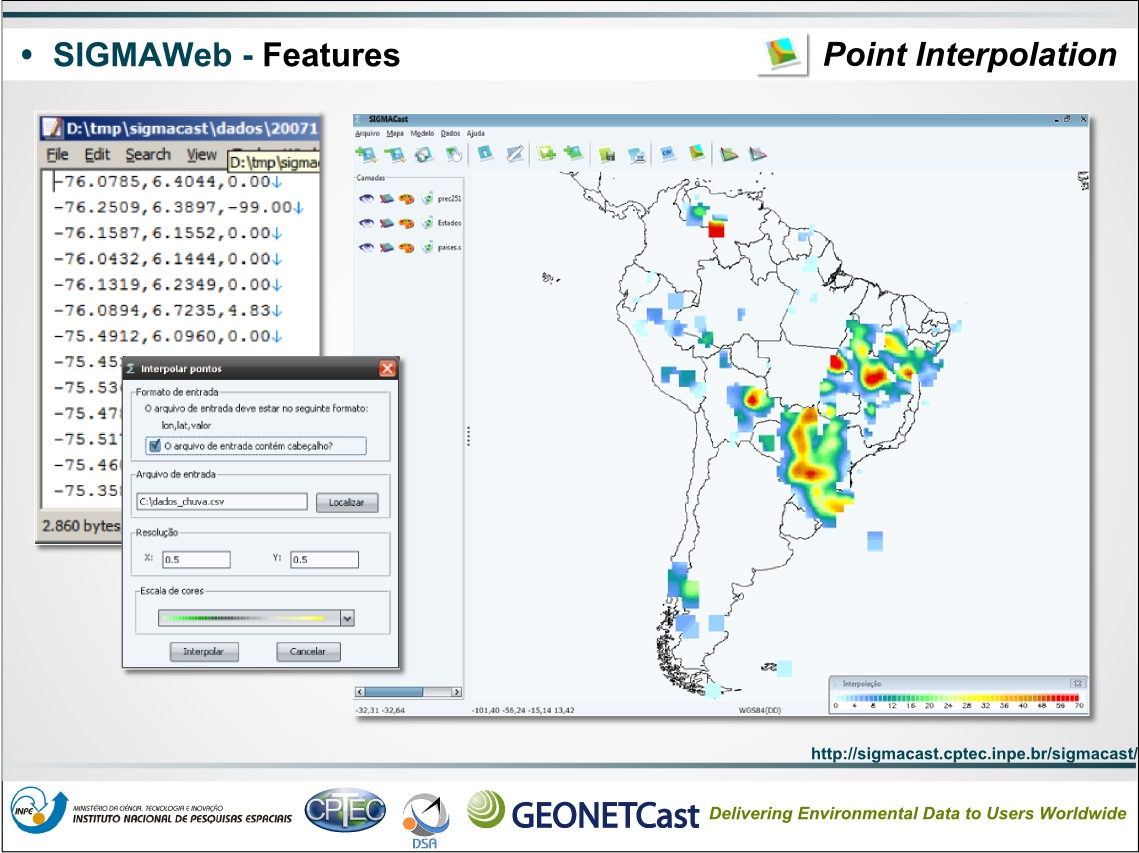 • SIGMAWeb - Features
Point Interpolation
D:\tmp\sigmacast\dados\20071
File Edit Search View
D:\tmp\sigma
-76.0785,6.4044,0.00↓
-76.2509,6.3897,-99.00↓
-76.1587,6.1552,0.00↓
-76.0432,6.1444,0.00↓
-76.1319,6.2349,0.00↓
-76.0894,6.7235,4.83↓
-75.4912,6.0960,0.00↓
-75.45
-75.53
-75.47
-75.51
-75.46
-75.35
2.860 bytes
Interpolar pontos
Formato de entrada
O arquivo de entrada deve estar no seguinte formato:
lon,lat,valor
O arquivo de entrada contém cabeçalho?
Arquivo de entrada
C:\dados_chuva.csv
Localizar
Resolução
X: 0.5 Y: 0.5
Escala de cores
Interpolar Cancelar
SIGMACast
Arquivo Mapa Modelo Dados Ajuda
Camadas
prec251
Estados
paises.s
Interpolação
0 4 8 12 16 20 24 28 32 36 40 48 56 70
-32,31 -32,64 -101,40 -56,24 -15,14 13,42 WGS84(DD)
http://sigmacast.cptec.inpe.br/sigmacast/
INPE
MINISTÉRIO DA CIÊNCIA, TECNOLOGIA E INOVAÇÃO
INSTITUTO NACIONAL DE PESQUISAS ESPACIAIS
CPTEC
DSA
GEONETCast
Delivering Environmental Data to Users Worldwide